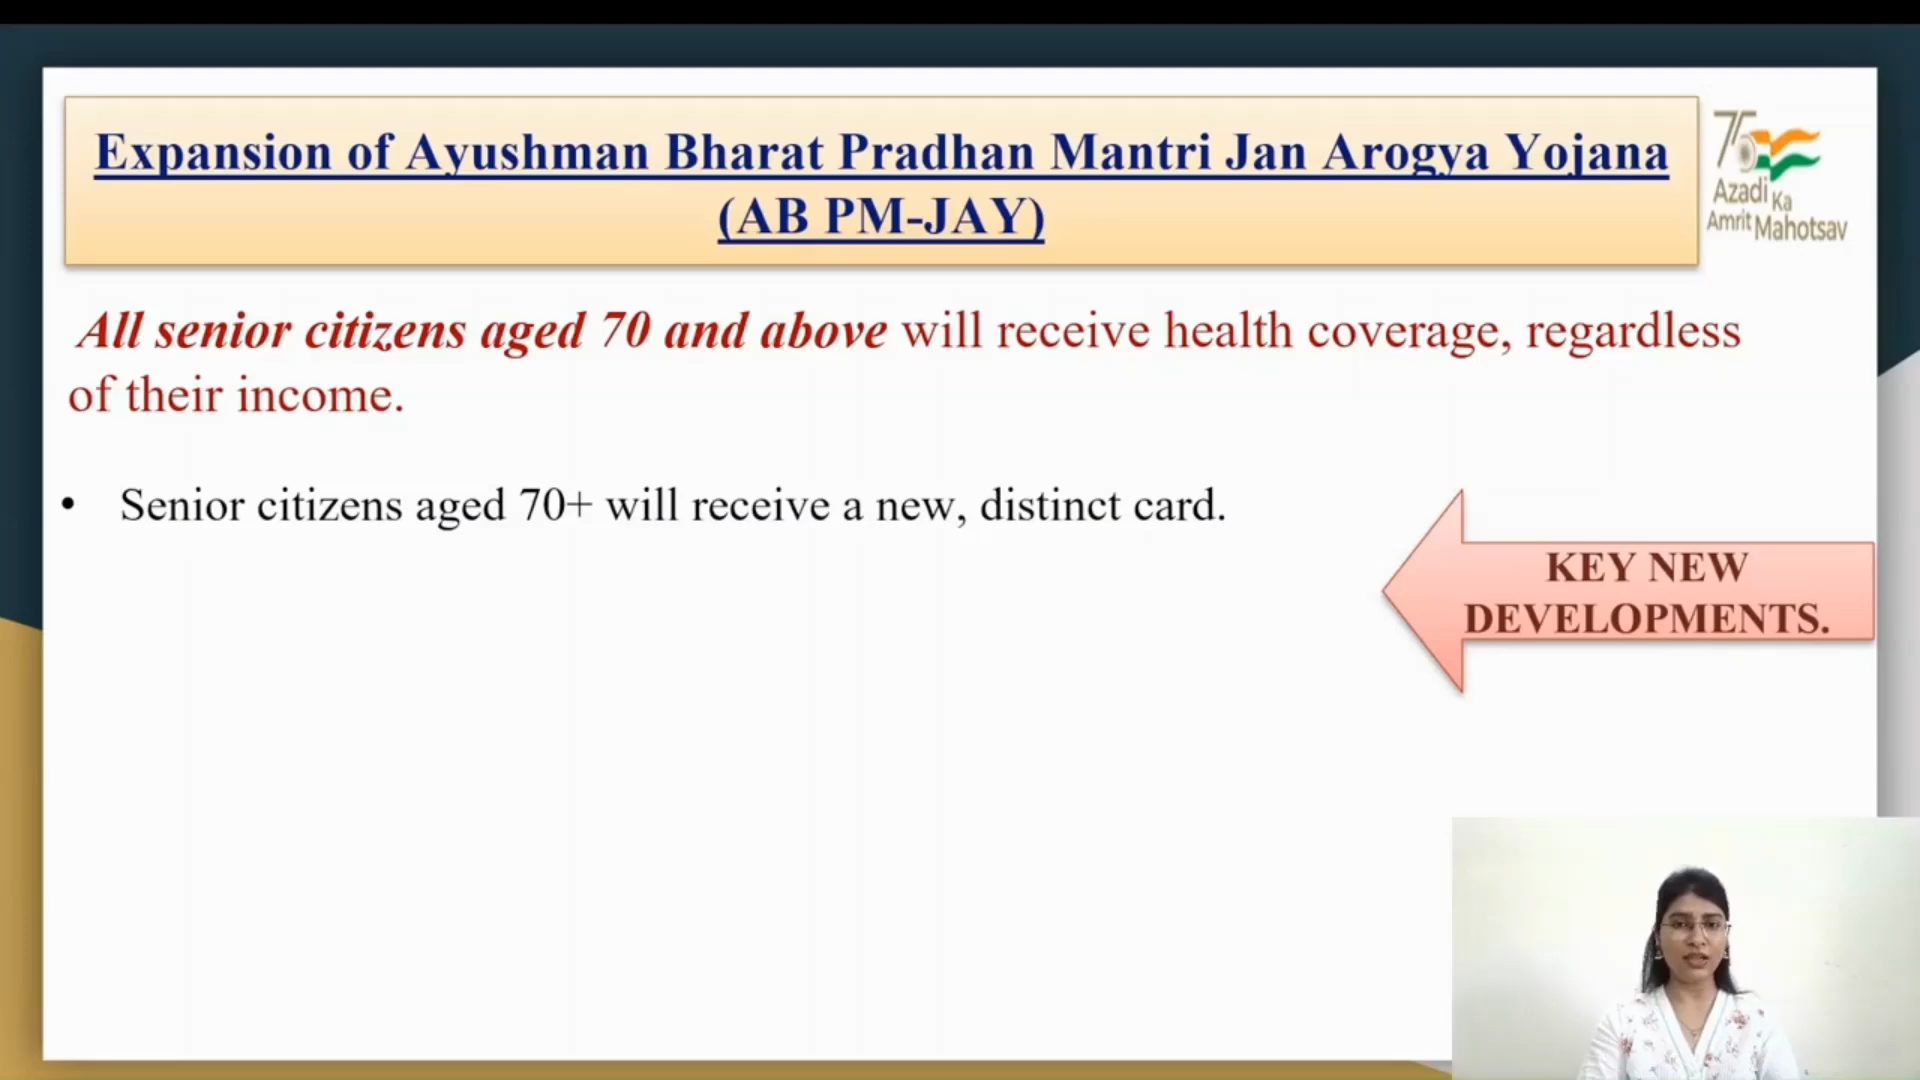 Expansion of Ayushman Bharat Pradhan Mantri Jan Arogya Yojana
(AB PM-JAY)
75
Azadi Ka
Amrit Mahotsav
All senior citizens aged 70 and above will receive health coverage, regardless
of their income.
• Senior citizens aged 70+ will receive a new, distinct card.
KEY NEW
DEVELOPMENTS.